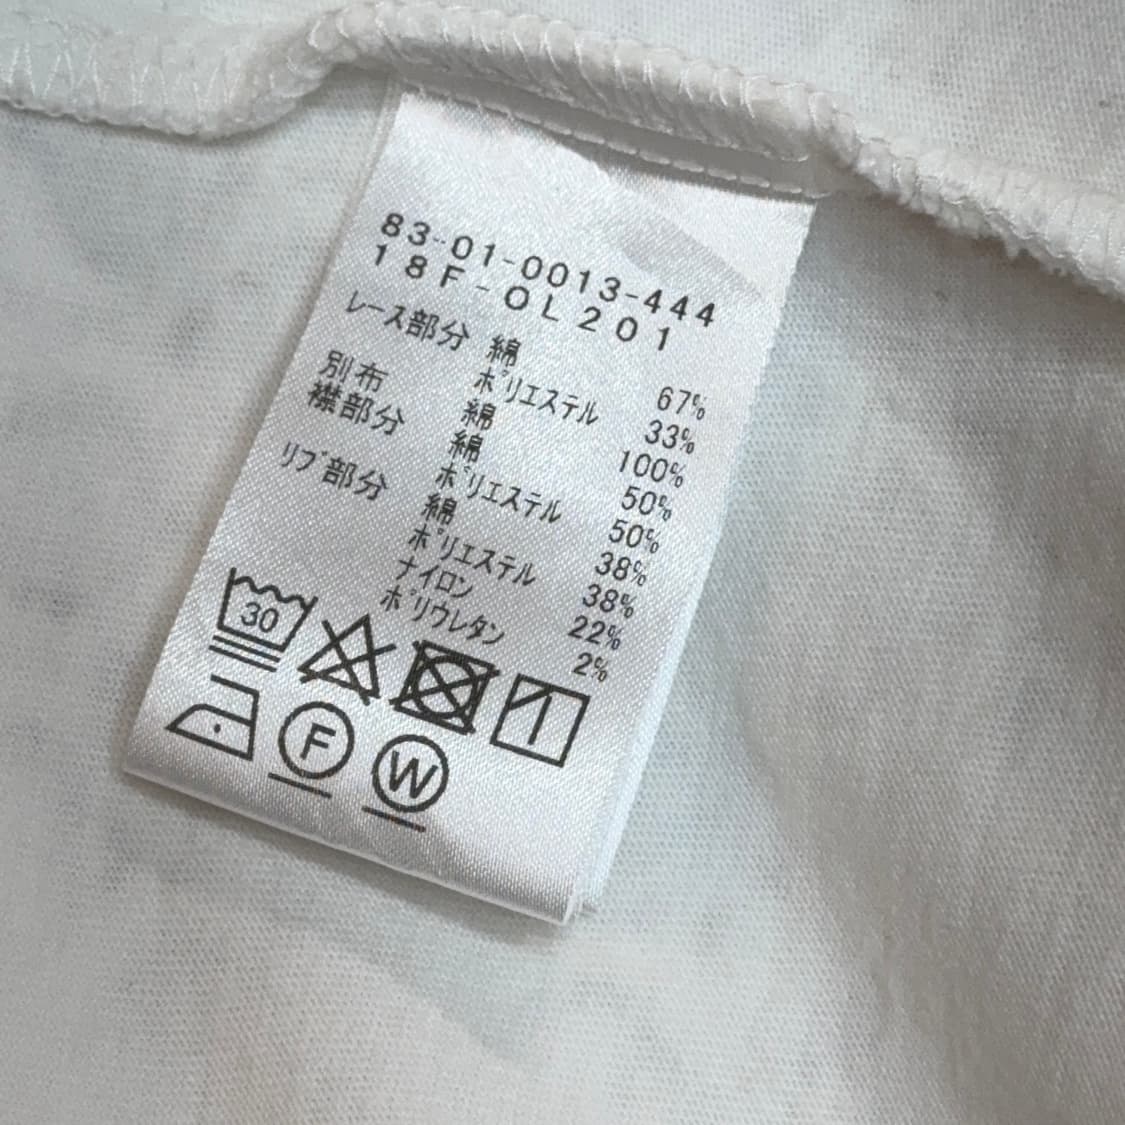 83-01-0013-444
18F-OL201
レース部分 綿 67%
ポリエステル 33%
別布 綿 100%
襟部分 綿 50%
ポリエステル 50%
リブ部分 綿 38%
ポリエステル 38%
ナイロン 22%
ポリウレタン 2%
30
F W